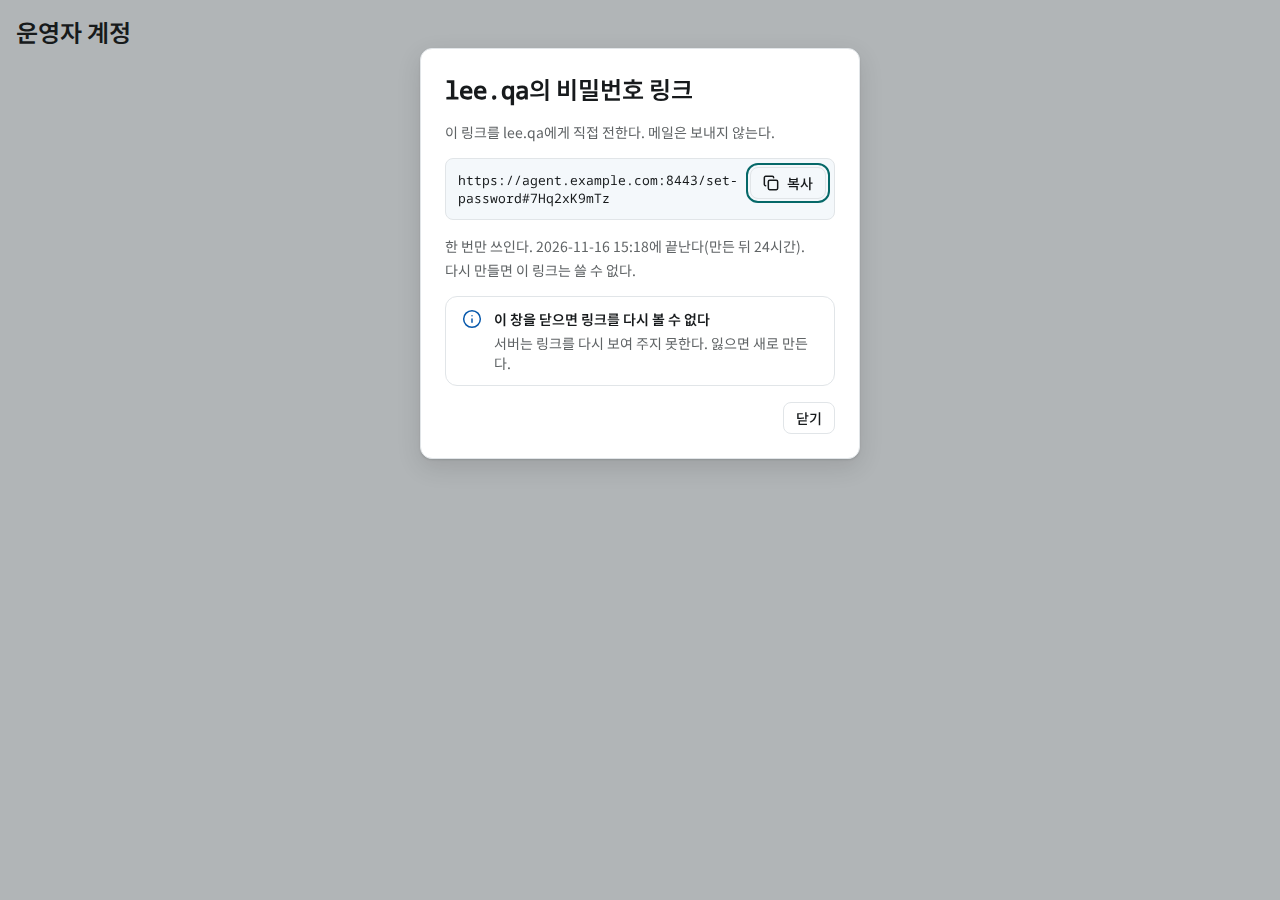 운영자 계정
lee.qa의 비밀번호 링크
이 링크를 lee.qa에게 직접 전한다. 메일은 보내지 않는다.
https://agent.example.com:8443/set-
password#7Hq2xK9mTz
복사
한 번만 쓰인다. 2026-11-16 15:18에 끝난다(만든 뒤 24시간).
다시 만들면 이 링크는 쓸 수 없다.
이 창을 닫으면 링크를 다시 볼 수 없다
서버는 링크를 다시 보여 주지 못한다. 잃으면 새로 만든
다.
닫기